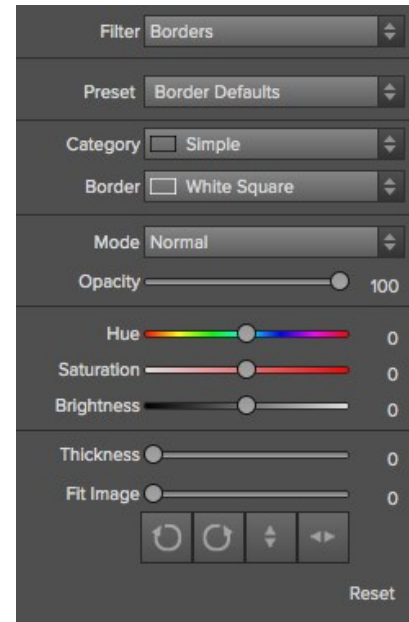 Filter Borders
Preset Border Defaults
Category Simple
Border White Square
Mode Normal
Opacity 100
Hue 0
Saturation 0
Brightness 0
Thickness 0
Fit Image 0
Reset